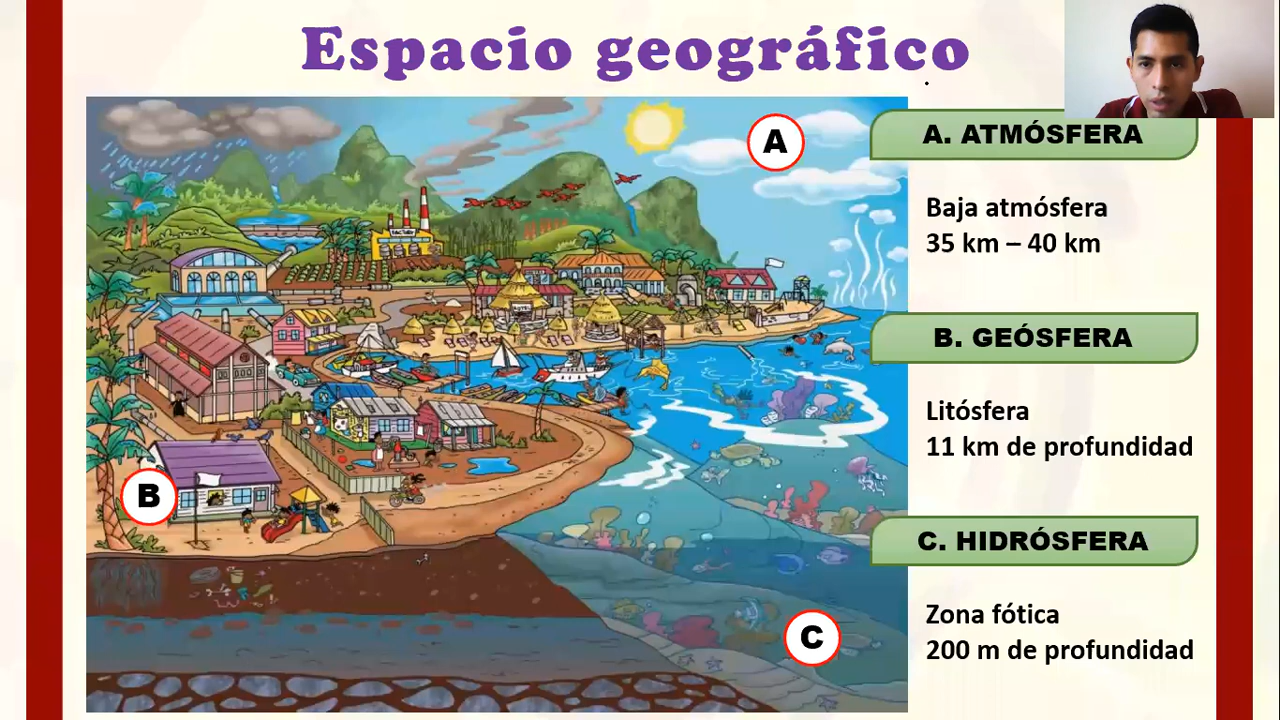 Espacio geográfico
A
A. ATMÓSFERA
Baja atmósfera
35 km – 40 km
FACTORY
B. GEÓSFERA
Litósfera
11 km de profundidad
B
C. HIDRÓSFERA
Zona fótica
200 m de profundidad
C